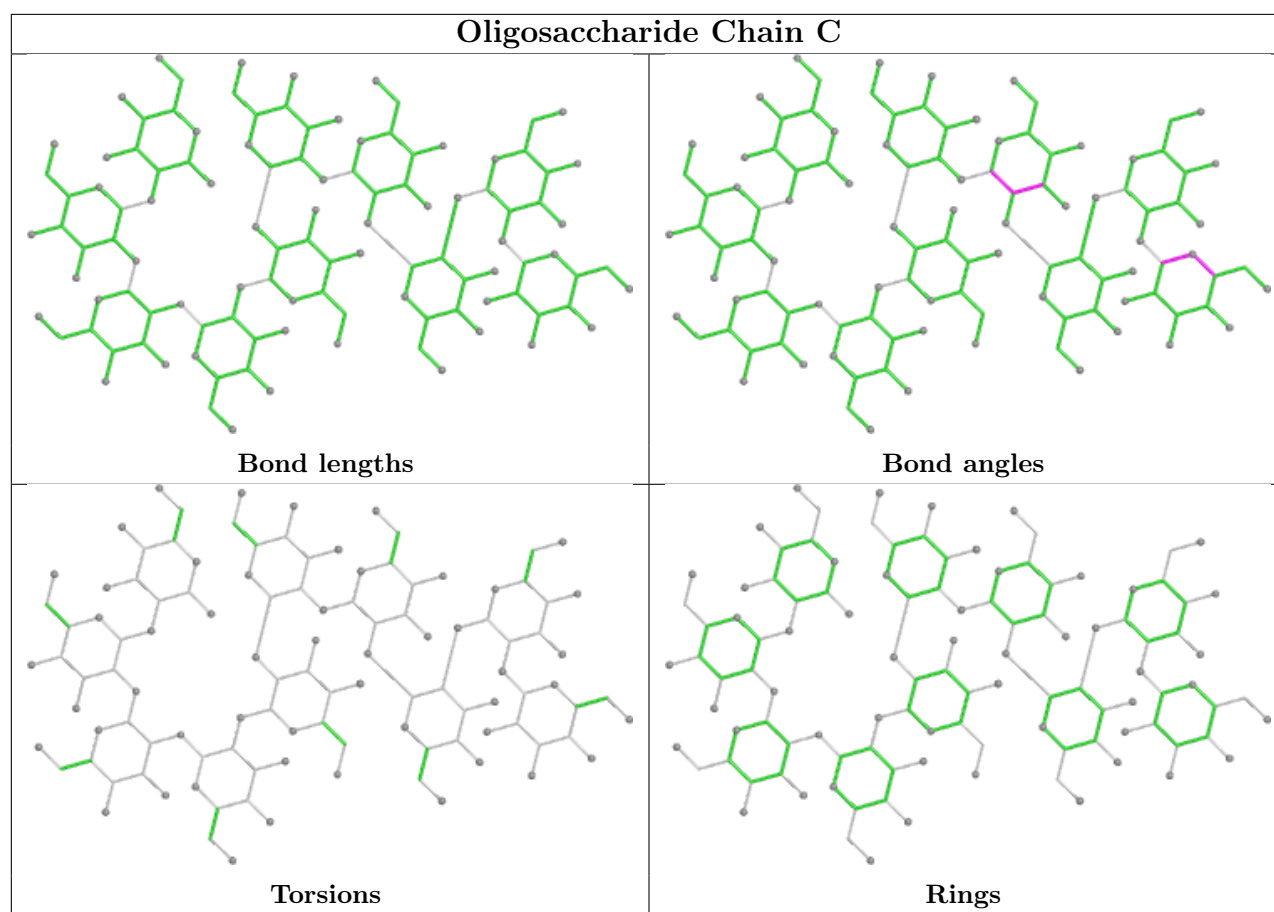 Oligosaccharide Chain C
Bond lengths
Bond angles
Torsions
Rings